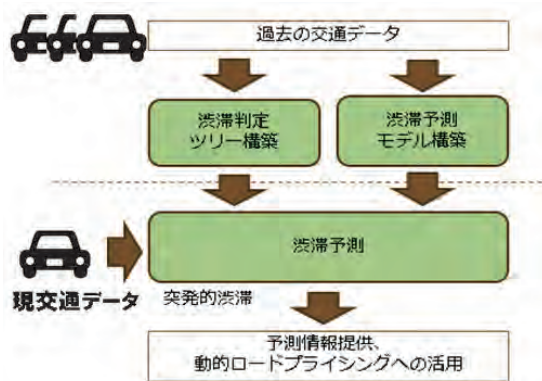 過去の交通データ
渋滞判定
ツリー構築
渋滞予測
モデル構築
渋滞予測
現交通データ
突発的渋滞
予測情報提供、
動的ロードプライシングへの活用